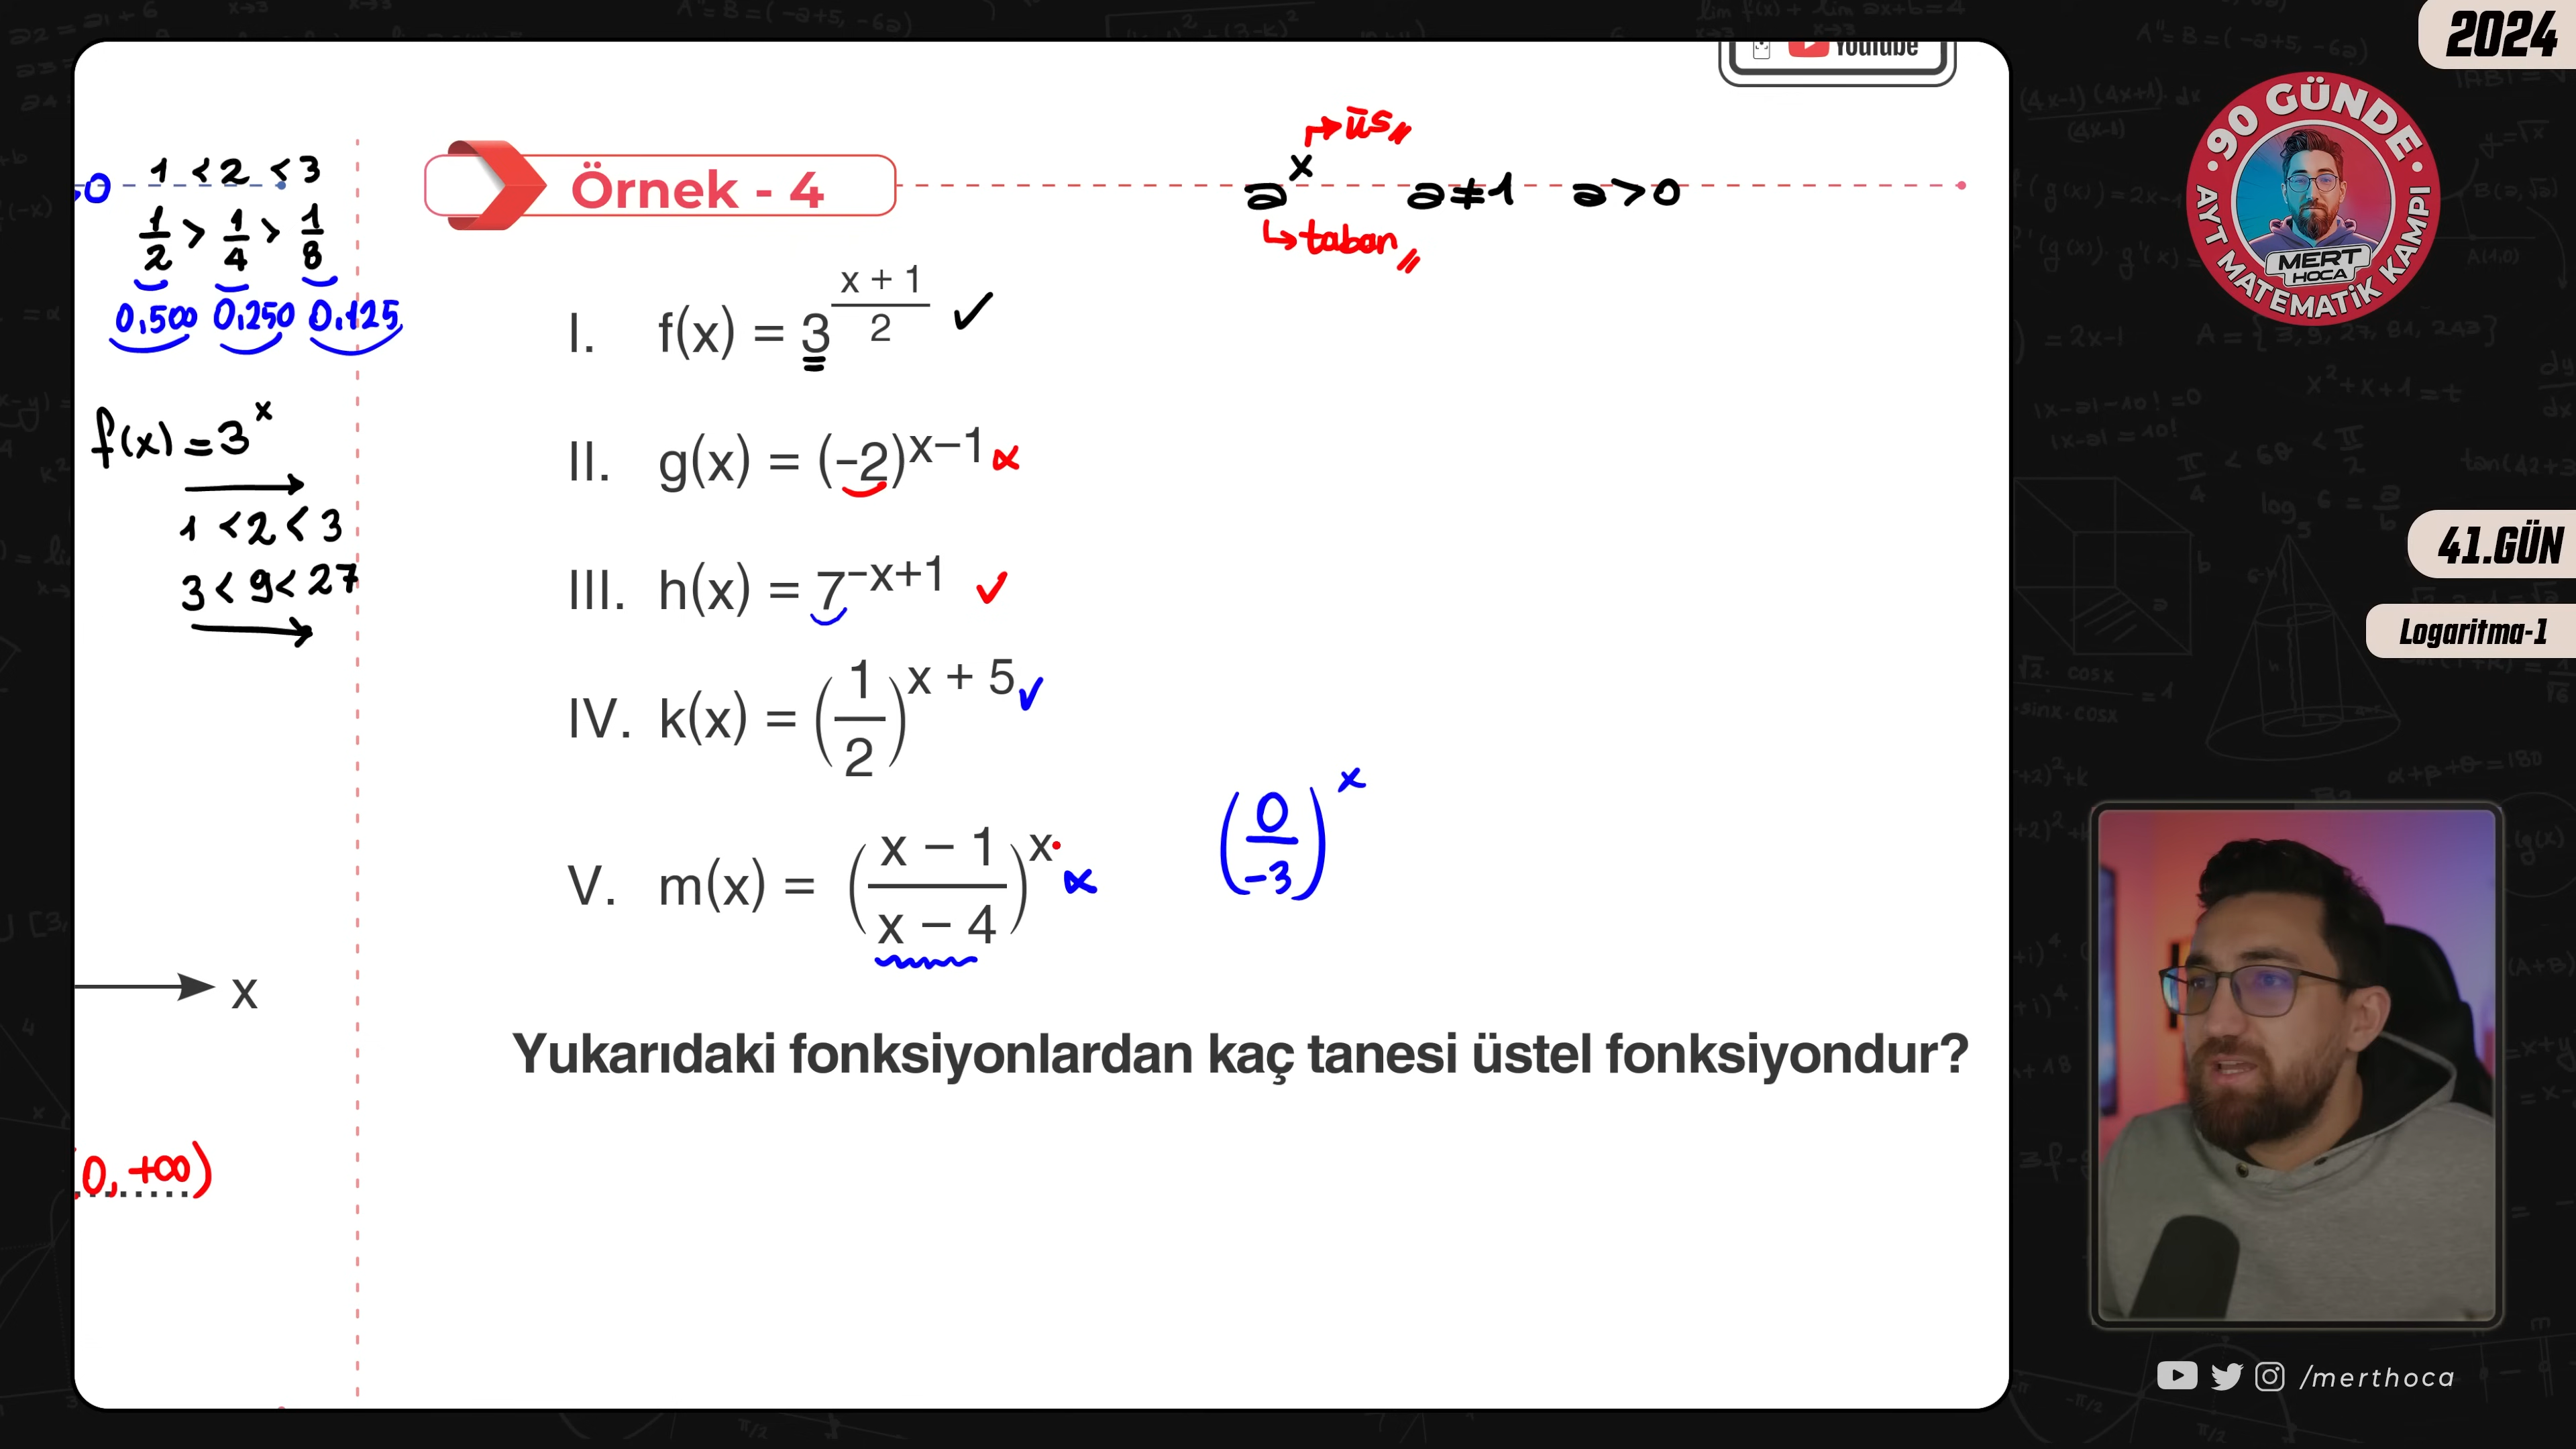 2024
YouTube
90 GÜNDE
AYT MATEMATİK KAMPI
MERT
HOCA
41.GÜN
Logaritma-1
1 < 2 < 3
1/2 > 1/4 > 1/8
0,500 0,250 0,125
f(x) = 3^x
1 < 2 < 3
3 < 9 < 27
x
0, +∞)
Örnek - 4
a^x a≠1 a>0
üs
taban
I. f(x) = 3^((x + 1)/2) ✓
II. g(x) = (-2)^(x-1)
III. h(x) = 7^(-x+1) ✓
IV. k(x) = (1/2)^(x + 5) ✓
V. m(x) = ((x - 1)/(x - 4))^x
(0/-3)^x
Yukarıdaki fonksiyonlardan kaç tanesi üstel fonksiyondur?
/merthoca